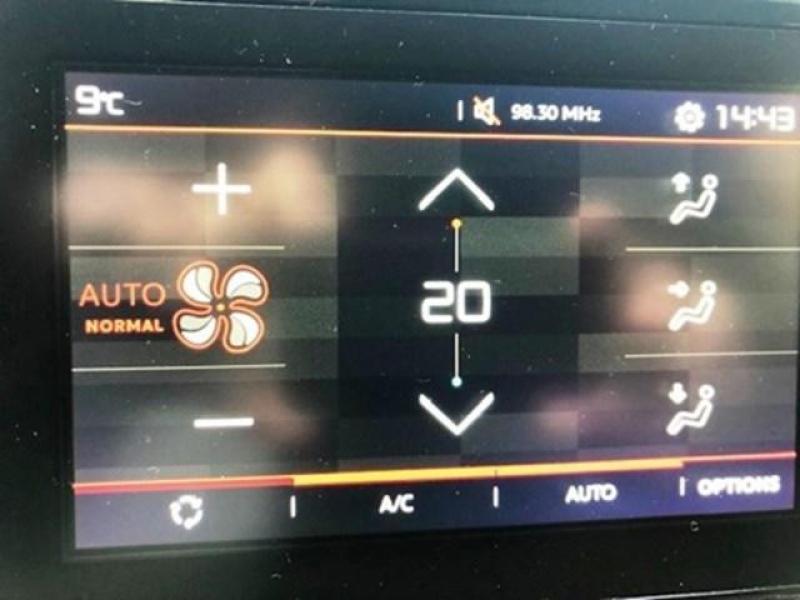 9°C 98.30 MHz 14:43
AUTO
NORMAL
20
A/C AUTO OPTIONS